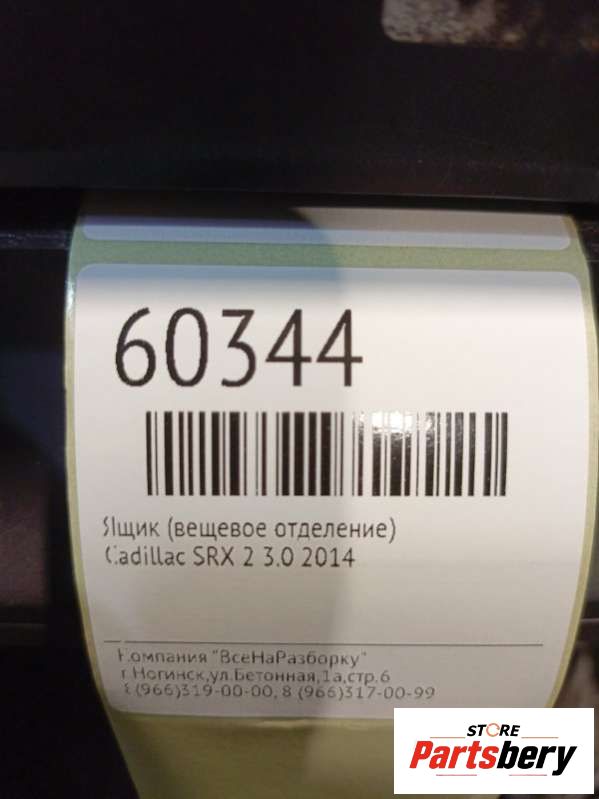 60344
Ящик (вещевое отделение)
Cadillac SRX 2 3.0 2014
Компания "ВсеНаРазборку"
г.Ногинск,ул.Бетонная,1а,стр.6
8(966)319-00-00, 8 (966)317-00-99
STORE
Partsbery